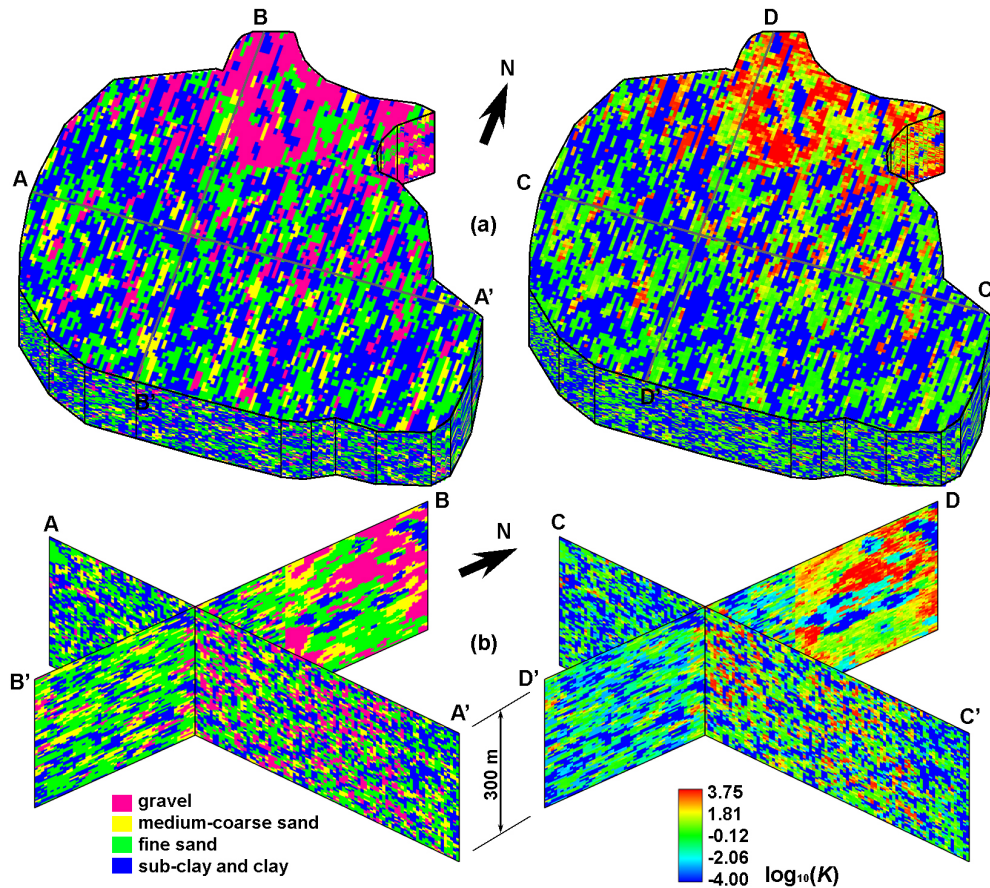 B
D
N
A
C
(a)
A'
C
B
D
B
D
A
C
N
(b)
B'
D'
A'
C'
300 m
gravel
medium-coarse sand
fine sand
sub-clay and clay
3.75
1.81
-0.12
-2.06
-4.00
log₁₀(K)